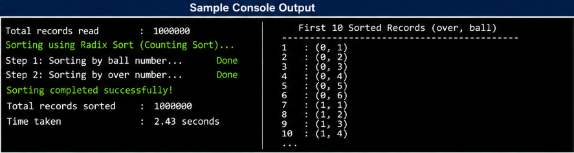 Sample Console Output
Total records read : 1000000
Sorting using Radix Sort (Counting Sort)...
Step 1: Sorting by ball number... Done
Step 2: Sorting by over number... Done
Sorting completed successfully!
Total records sorted : 1000000
Time taken : 2.43 seconds
First 10 Sorted Records (over, ball)
----------------------------------------
1 : (0, 1)
2 : (0, 2)
3 : (0, 3)
4 : (0, 4)
5 : (0, 5)
6 : (0, 6)
7 : (1, 1)
8 : (1, 2)
9 : (1, 3)
10 : (1, 4)
...